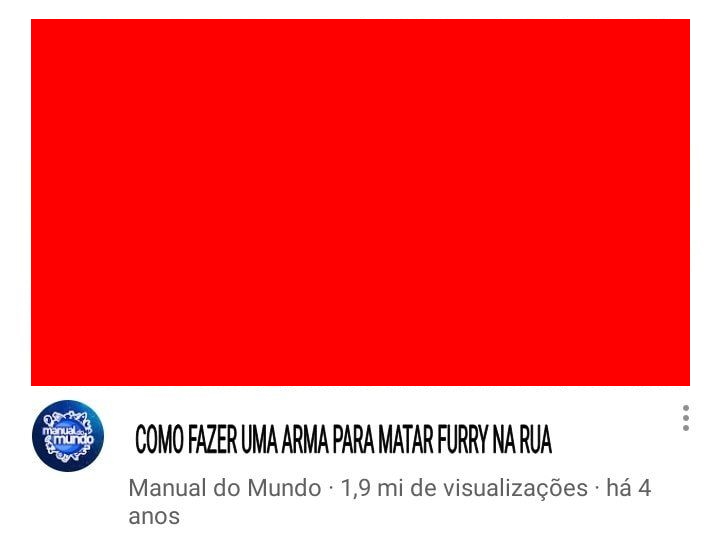 manual do
mundo
COMO FAZER UMA ARMA PARA MATAR FURRY NA RUA
Manual do Mundo · 1,9 mi de visualizações · há 4
anos